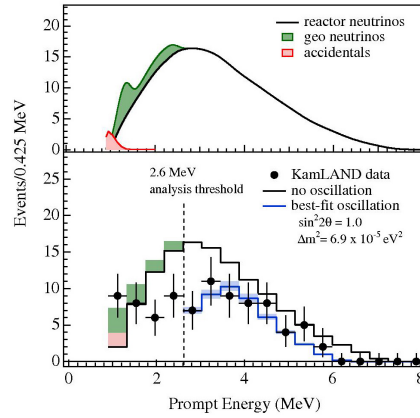 20
15
10
5
0
reactor neutrinos
geo neutrinos
accidentals
Events/0.425 MeV
25
20
15
10
5
0
2.6 MeV
analysis threshold
KamLAND data
no oscillation
best-fit oscillation
sin²2θ = 1.0
Δm²= 6.9 x 10⁻⁵ eV²
0 2 4 6 8
Prompt Energy (MeV)